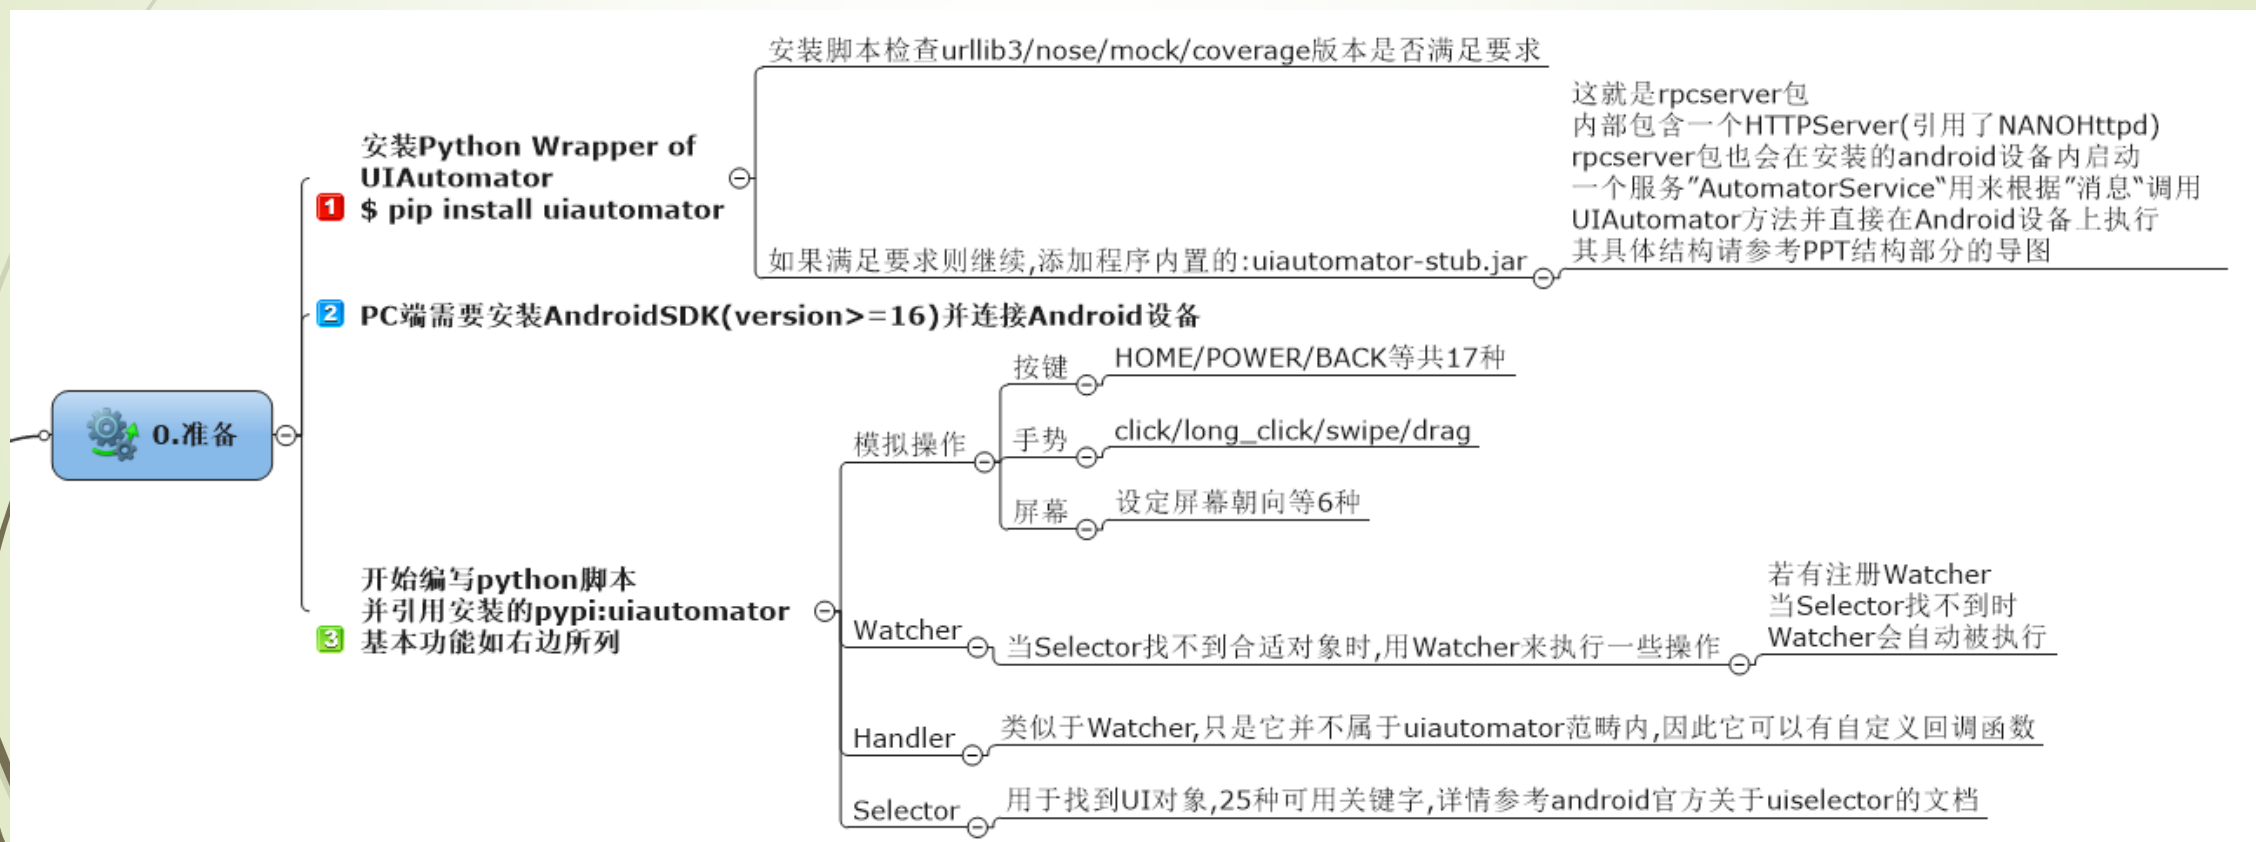 0.准备
1 安装Python Wrapper of
UIAutomator
$ pip install uiautomator
安装脚本检查urllib3/nose/mock/coverage版本是否满足要求
如果满足要求则继续,添加程序内置的:uiautomator-stub.jar
这就是rpcserver包
内部包含一个HTTPServer(引用了NANOHttpd)
rpcserver包也会在安装的android设备内启动
一个服务”AutomatorService“用来根据”消息“调用
UIAutomator方法并直接在Android设备上执行
其具体结构请参考PPT结构部分的导图
2 PC端需要安装AndroidSDK(version>=16)并连接Android设备
3 开始编写python脚本
并引用安装的pypi:uiautomator
基本功能如右边所列
模拟操作
按键
HOME/POWER/BACK等共17种
手势
click/long_click/swipe/drag
屏幕
设定屏幕朝向等6种
Watcher
当Selector找不到合适对象时,用Watcher来执行一些操作
若有注册Watcher
当Selector找不到时
Watcher会自动被执行
Handler
类似于Watcher,只是它并不属于uiautomator范畴内,因此它可以有自定义回调函数
Selector
用于找到UI对象,25种可用关键字,详情参考android官方关于uiselector的文档